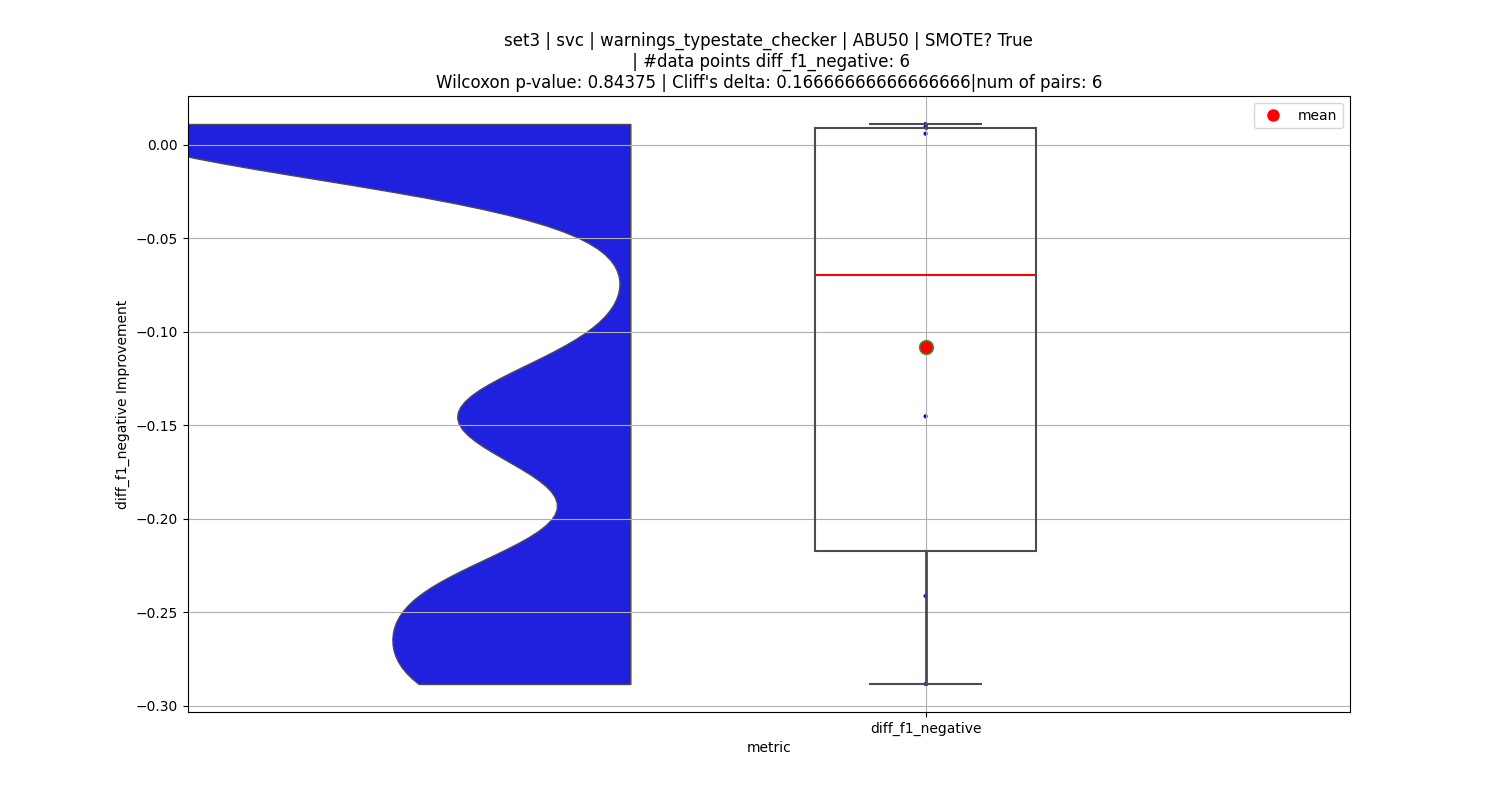 set3 | svc | warnings_typestate_checker | ABU50 | SMOTE? True
| #data points diff_f1_negative: 6
Wilcoxon p-value: 0.84375 | Cliff's delta: 0.16666666666666666|num of pairs: 6
mean
0.00
−0.05
−0.10
−0.15
−0.20
−0.25
−0.30
diff_f1_negative Improvement
diff_f1_negative
metric